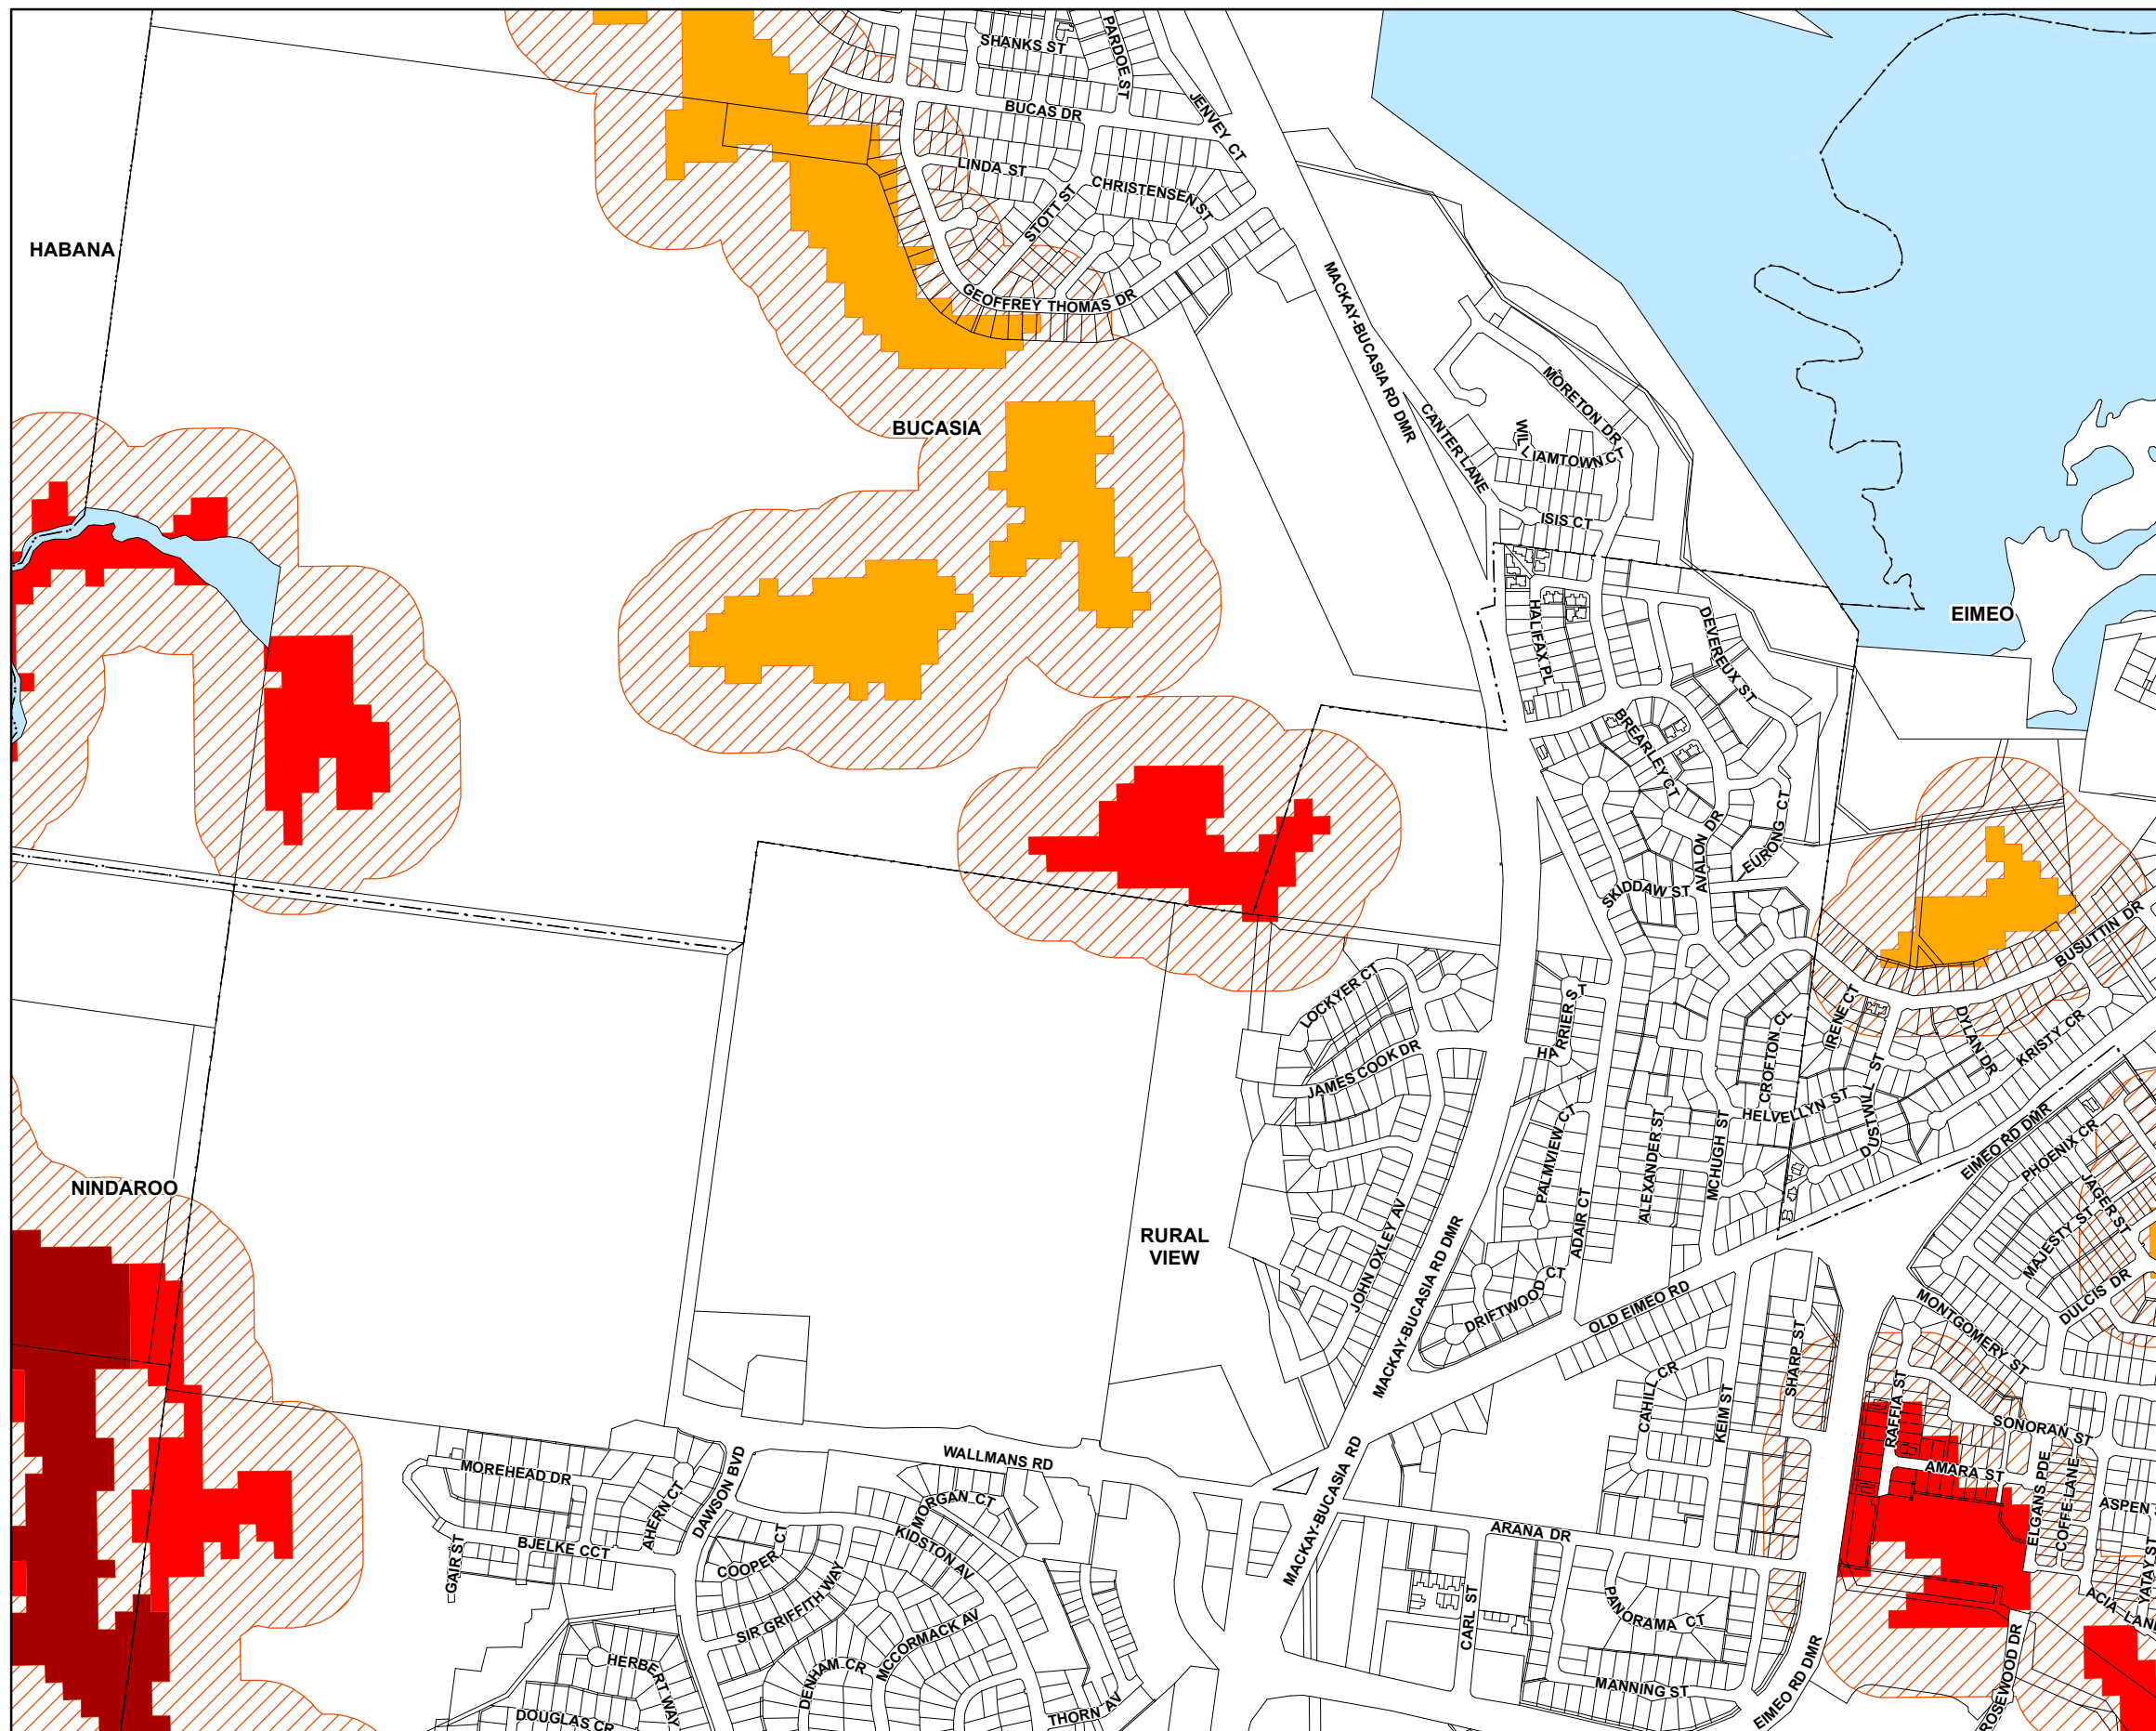 SHANKS ST
PARDOE ST
BUCAS DR
JENVEY CT
LINDA ST
CHRISTENSEN ST
STOTT ST
HABANA
GEOFFREY THOMAS DR
MACKAY-BUCASIA RD DMR
BUCASIA
MORETON DR
CANTER LANE
WILLIAMTOWN CT
ISIS CT
EIMEO
HALIFAX PL
DEVEREUX ST
BREARLEY CT
AVALON DR
EURONG CT
SKIDDAW ST
BUSUTTIN DR
LOCKYER CT
HARRIER ST
JAMES COOK DR
CROFTON CL
IRENE CT
DYLAN DR
KRISTY CR
HELVELLYN ST
DUSTWILL ST
EIMEO RD DMR
PHOENIX CR
PALMVIEW CT
ALEXANDER ST
MCHUGH ST
JAGER ST
NINDAROO
MAJESTY ST
RURAL
VIEW
JOHN OXLEY AV
ADAIR CT
MACKAY-BUCASIA RD DMR
DRIFTWOOD CT
OLD EIMEO RD
DULCIS DR
MONTGOMERY ST
SHARP ST
CAHILL CR
KEIM ST
RAFFIA ST
SONORAN ST
WALLMANS RD
MOREHEAD DR
AHERN CT
DAWSON BVD
MORGAN CT
MACKAY-BUCASIA RD
AMARA ST
ELGANS PDE
COFFE LANE
ASPEN
GAIR ST
BJELKE CCT
COOPER CT
KIDSTON AV
ARANA DR
YATAY ST
SIR GRIFFITH WAY
MCCORMACK AV
CARL ST
PANORAMA CT
ACIA LANE
HERBERT WAY
DENHAM CR
MANNING ST
EIMEO RD DMR
ROSEWOOD DR
DOUGLAS CR
THORN AV